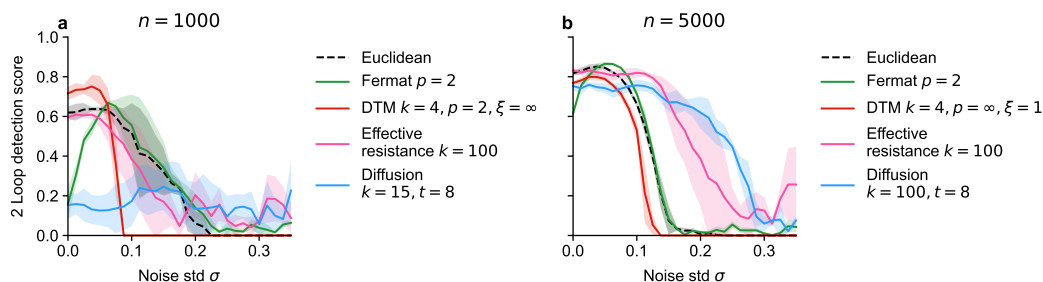 a
n = 1000
2 Loop detection score
1.0
0.8
0.6
0.4
0.2
0.0
0.0
0.1
0.2
0.3
Noise std σ
Euclidean
Fermat p = 2
DTM k = 4, p = 2, ξ = ∞
Effective
resistance k = 100
Diffusion
k = 15, t = 8
b
n = 5000
0.0
0.1
0.2
0.3
Noise std σ
Euclidean
Fermat p = 2
DTM k = 4, p = ∞, ξ = 1
Effective
resistance k = 100
Diffusion
k = 100, t = 8